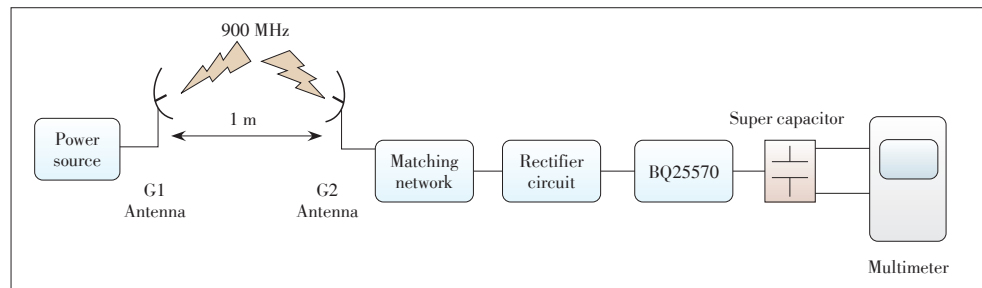 900 MHz
1 m
Power
source
G1
Antenna
G2
Antenna
Matching
network
Rectifier
circuit
BQ25570
Super capacitor
Multimeter